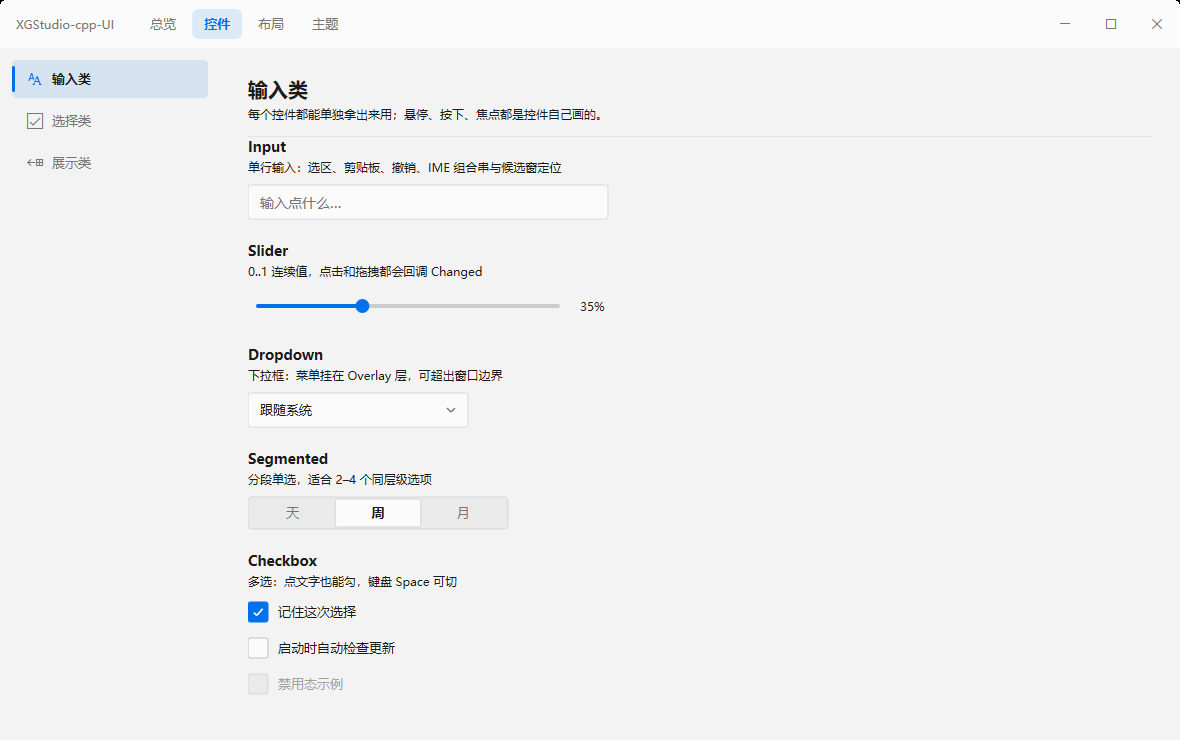 XGStudio-cpp-UI 总览 控件 布局 主题
输入类
选择类
展示类
输入类
每个控件都能单独拿出来用；悬停、按下、焦点都是控件自己画的。
Input
单行输入：选区、剪贴板、撤销、IME 组合串与候选窗定位
输入点什么...
Slider
0..1 连续值，点击和拖拽都会回调 Changed
35%
Dropdown
下拉框：菜单挂在 Overlay 层，可超出窗口边界
跟随系统
Segmented
分段单选，适合 2–4 个同层级选项
天 周 月
Checkbox
多选：点文字也能勾，键盘 Space 可切
记住这次选择
启动时自动检查更新
禁用态示例